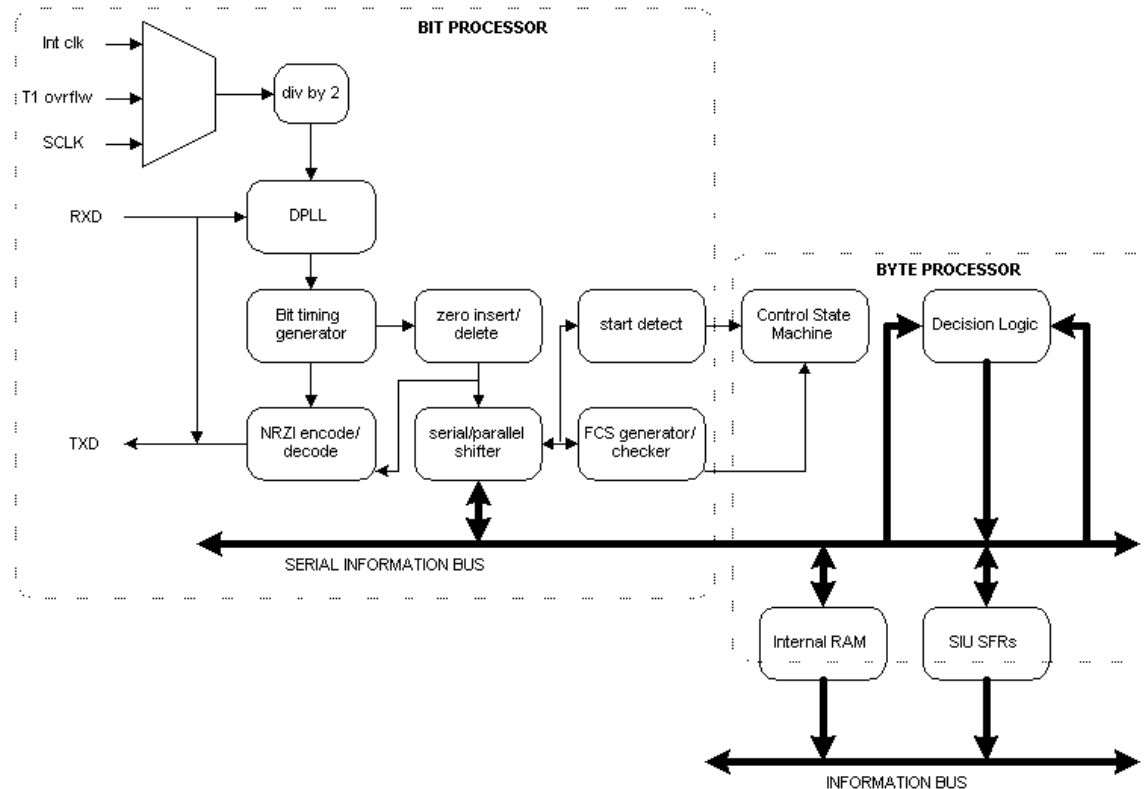 BIT PROCESSOR
Int clk
T1 ovrflw
SCLK
div by 2
RXD
DPLL
BYTE PROCESSOR
Bit timing
generator
zero insert/
delete
start detect
Control State
Machine
Decision Logic
TXD
NRZI encode/
decode
serial/parallel
shifter
FCS generator/
checker
SERIAL INFORMATION BUS
Internal RAM
SIU SFRs
INFORMATION BUS